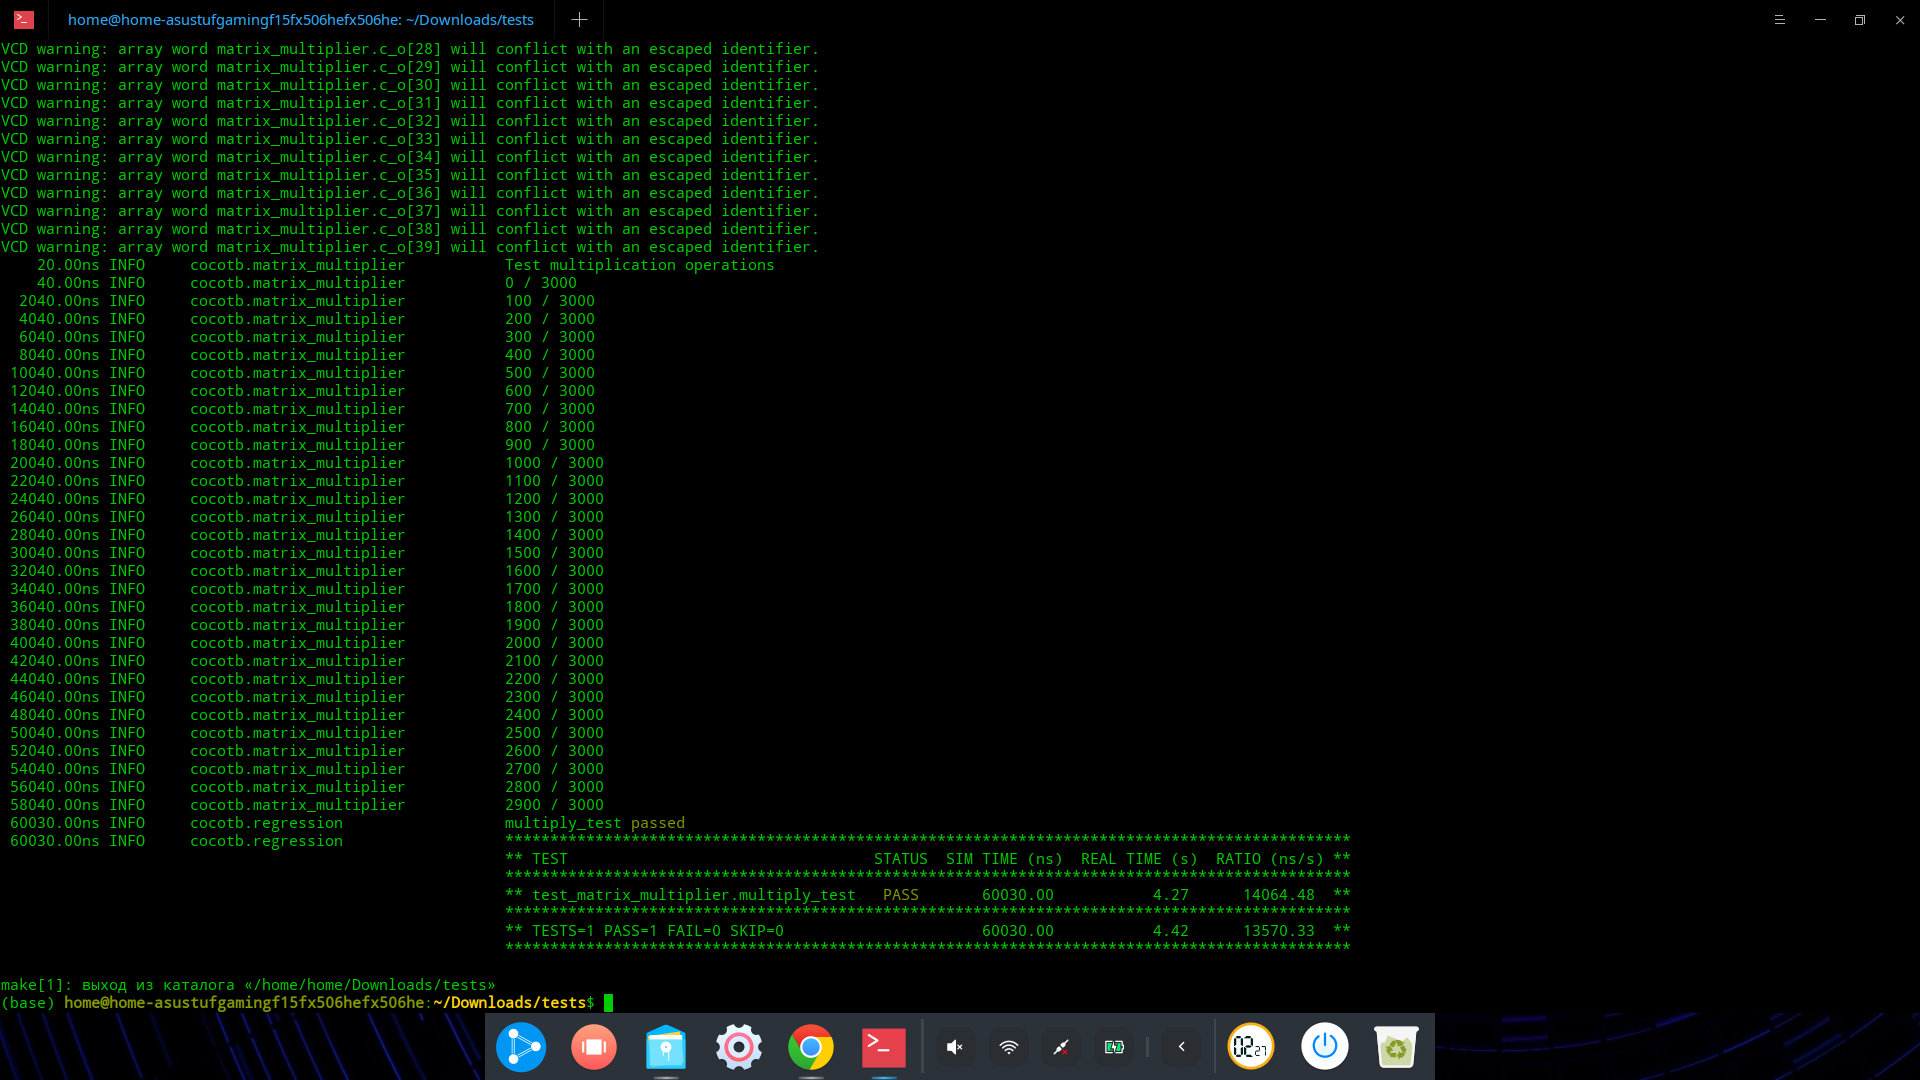 home@home-asustufgamingf15fx506hefx506he: ~/Downloads/tests
VCD warning: array word matrix_multiplier.c_o[28] will conflict with an escaped identifier.
VCD warning: array word matrix_multiplier.c_o[29] will conflict with an escaped identifier.
VCD warning: array word matrix_multiplier.c_o[30] will conflict with an escaped identifier.
VCD warning: array word matrix_multiplier.c_o[31] will conflict with an escaped identifier.
VCD warning: array word matrix_multiplier.c_o[32] will conflict with an escaped identifier.
VCD warning: array word matrix_multiplier.c_o[33] will conflict with an escaped identifier.
VCD warning: array word matrix_multiplier.c_o[34] will conflict with an escaped identifier.
VCD warning: array word matrix_multiplier.c_o[35] will conflict with an escaped identifier.
VCD warning: array word matrix_multiplier.c_o[36] will conflict with an escaped identifier.
VCD warning: array word matrix_multiplier.c_o[37] will conflict with an escaped identifier.
VCD warning: array word matrix_multiplier.c_o[38] will conflict with an escaped identifier.
VCD warning: array word matrix_multiplier.c_o[39] will conflict with an escaped identifier.
20.00ns INFO cocotb.matrix_multiplier Test multiplication operations
40.00ns INFO cocotb.matrix_multiplier 0 / 3000
2040.00ns INFO cocotb.matrix_multiplier 100 / 3000
4040.00ns INFO cocotb.matrix_multiplier 200 / 3000
6040.00ns INFO cocotb.matrix_multiplier 300 / 3000
8040.00ns INFO cocotb.matrix_multiplier 400 / 3000
10040.00ns INFO cocotb.matrix_multiplier 500 / 3000
12040.00ns INFO cocotb.matrix_multiplier 600 / 3000
14040.00ns INFO cocotb.matrix_multiplier 700 / 3000
16040.00ns INFO cocotb.matrix_multiplier 800 / 3000
18040.00ns INFO cocotb.matrix_multiplier 900 / 3000
20040.00ns INFO cocotb.matrix_multiplier 1000 / 3000
22040.00ns INFO cocotb.matrix_multiplier 1100 / 3000
24040.00ns INFO cocotb.matrix_multiplier 1200 / 3000
26040.00ns INFO cocotb.matrix_multiplier 1300 / 3000
28040.00ns INFO cocotb.matrix_multiplier 1400 / 3000
30040.00ns INFO cocotb.matrix_multiplier 1500 / 3000
32040.00ns INFO cocotb.matrix_multiplier 1600 / 3000
34040.00ns INFO cocotb.matrix_multiplier 1700 / 3000
36040.00ns INFO cocotb.matrix_multiplier 1800 / 3000
38040.00ns INFO cocotb.matrix_multiplier 1900 / 3000
40040.00ns INFO cocotb.matrix_multiplier 2000 / 3000
42040.00ns INFO cocotb.matrix_multiplier 2100 / 3000
44040.00ns INFO cocotb.matrix_multiplier 2200 / 3000
46040.00ns INFO cocotb.matrix_multiplier 2300 / 3000
48040.00ns INFO cocotb.matrix_multiplier 2400 / 3000
50040.00ns INFO cocotb.matrix_multiplier 2500 / 3000
52040.00ns INFO cocotb.matrix_multiplier 2600 / 3000
54040.00ns INFO cocotb.matrix_multiplier 2700 / 3000
56040.00ns INFO cocotb.matrix_multiplier 2800 / 3000
58040.00ns INFO cocotb.matrix_multiplier 2900 / 3000
60030.00ns INFO cocotb.regression multiply_test passed
60030.00ns INFO cocotb.regression **********************************************************************************************
** TEST STATUS SIM TIME (ns) REAL TIME (s) RATIO (ns/s) **
**********************************************************************************************
** test_matrix_multiplier.multiply_test PASS 60030.00 4.27 14064.48 **
**********************************************************************************************
** TESTS=1 PASS=1 FAIL=0 SKIP=0 60030.00 4.42 13570.33 **
**********************************************************************************************
make[1]: выход из каталога «/home/home/Downloads/tests»
(base) home@home-asustufgamingf15fx506hefx506he:~/Downloads/tests$
02 27